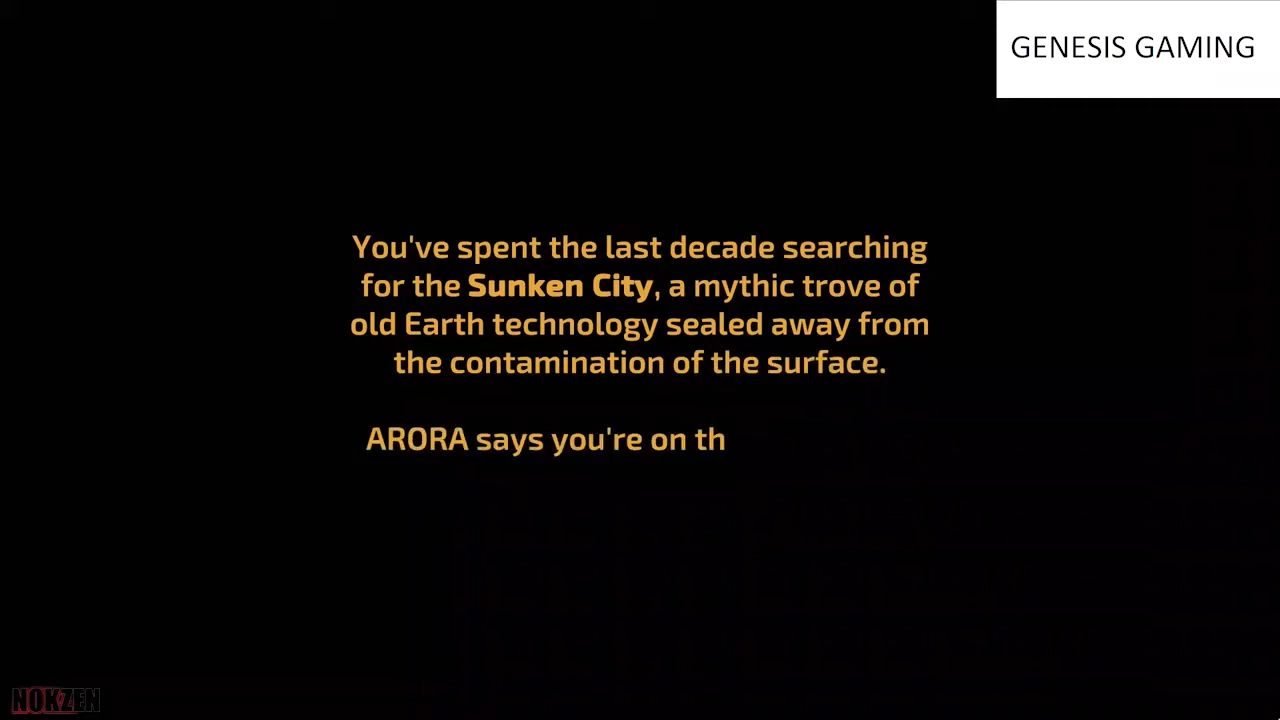 GENESIS GAMING
You've spent the last decade searching
for the Sunken City, a mythic trove of
old Earth technology sealed away from
the contamination of the surface.
ARORA says you're on th
NOKZEN